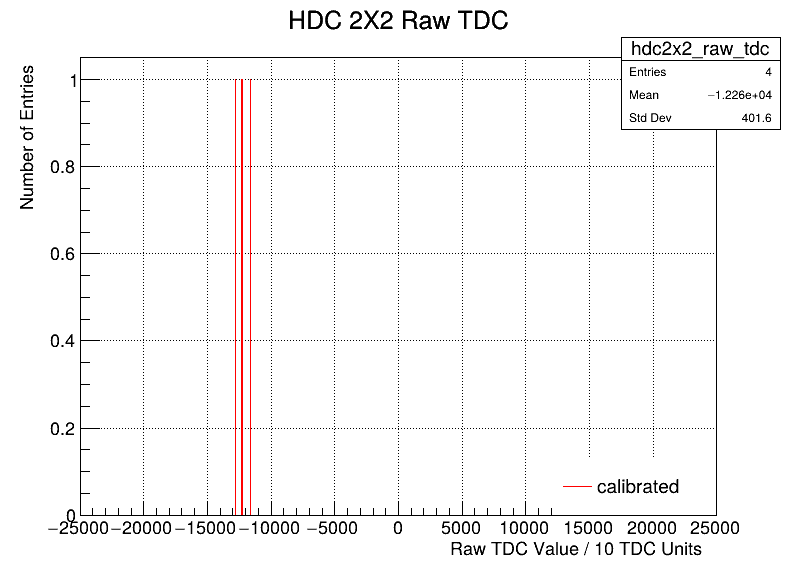 HDC 2X2 Raw TDC
hdc2x2_raw_tdc
Entries 4
Mean −1.226e+04
Std Dev 401.6
Number of Entries
1
0.8
0.6
0.4
0.2
0
−25000 −20000 −15000 −10000 −5000 0 5000 10000 15000 20000 25000
calibrated
Raw TDC Value / 10 TDC Units